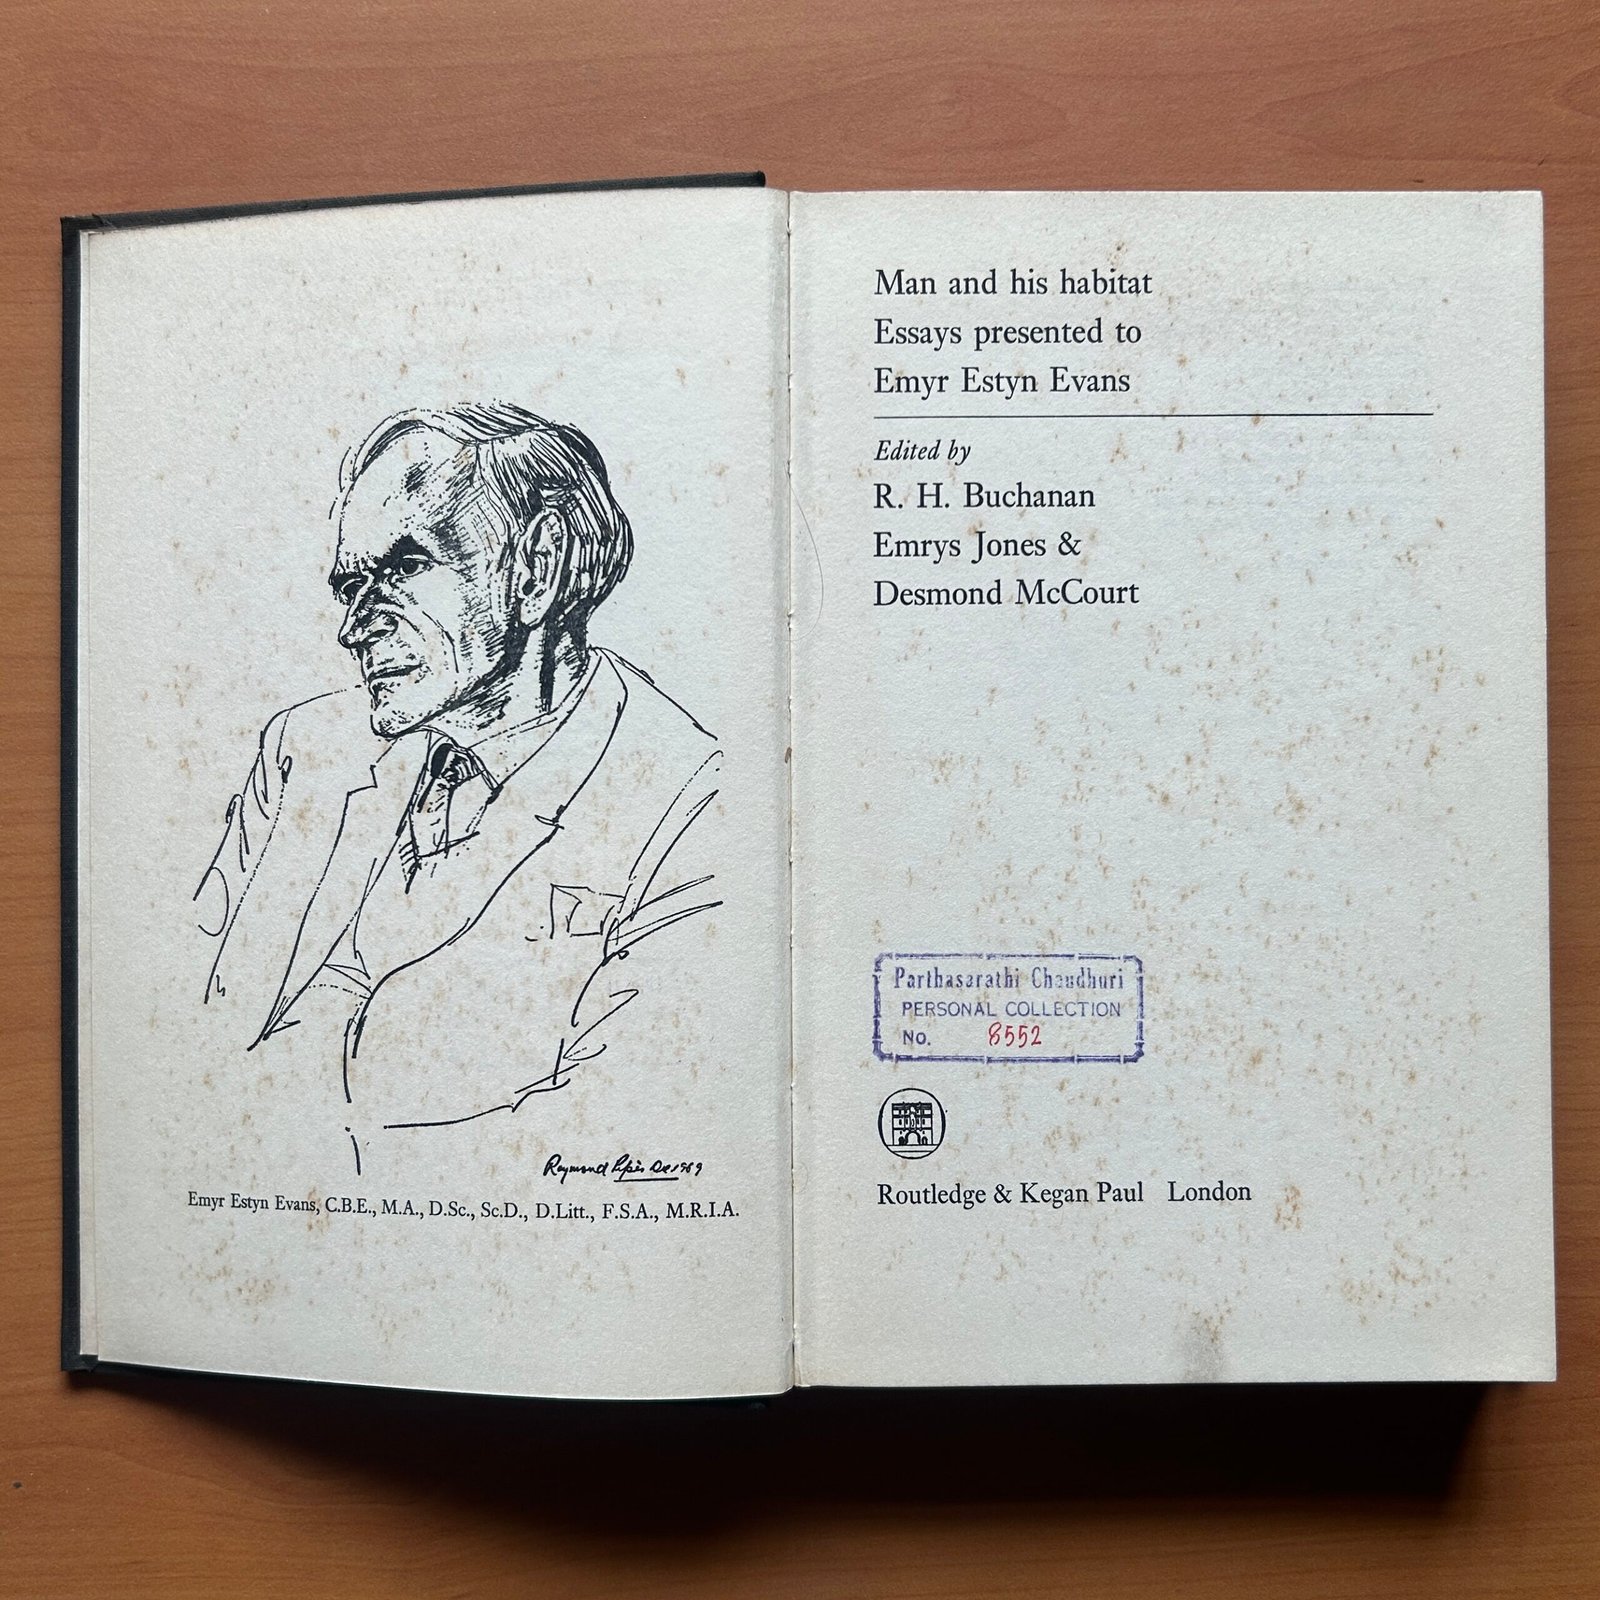 Raymond Piper Dec 1969
Emyr Estyn Evans, C.B.E., M.A., D.Sc., Sc.D., D.Litt., F.S.A., M.R.I.A.
Man and his habitat
Essays presented to
Emyr Estyn Evans
Edited by
R. H. Buchanan
Emrys Jones &
Desmond McCourt
Parthasarathi Chaudhuri
PERSONAL COLLECTION
No. 8552
Routledge & Kegan Paul London